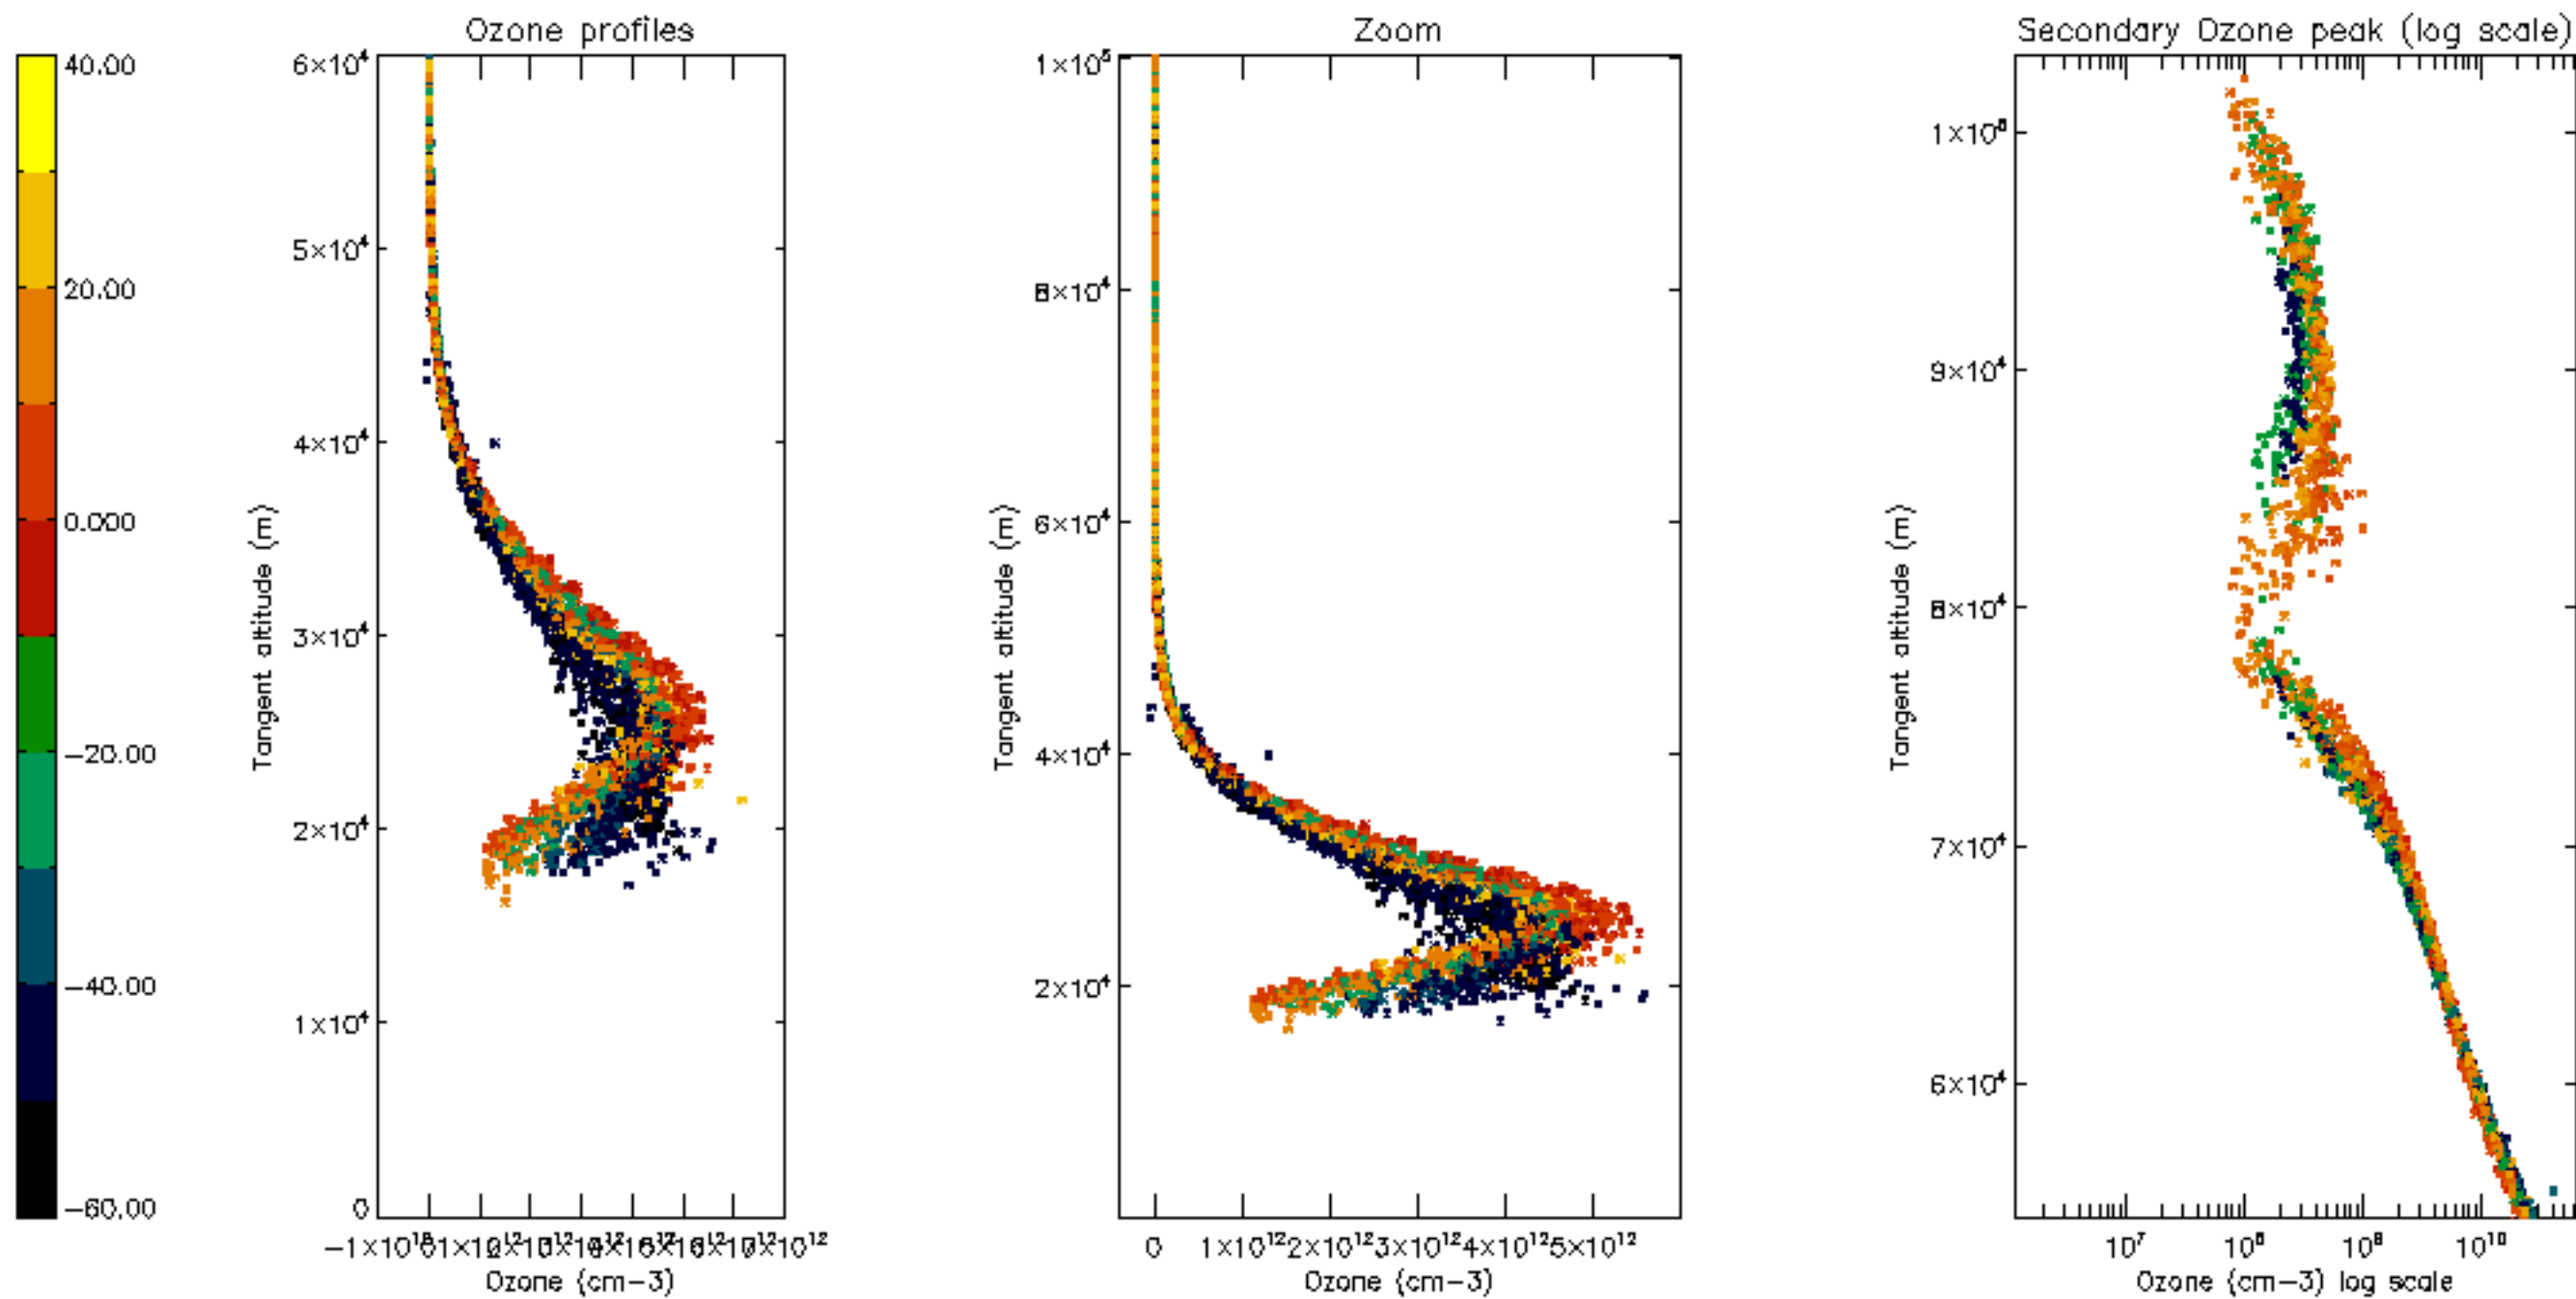 Ozone profiles
Zoom
Secondary Ozone peak (log scale)
40.00
20.00
0.000
−20.00
−40.00
−60.00
6×10⁴
5×10⁴
4×10⁴
3×10⁴
2×10⁴
1×10⁴
0
Tangent altitude (m)
Ozone (cm−3)
1×10⁵
8×10⁴
6×10⁴
4×10⁴
2×10⁴
Tangent altitude (m)
0 1×10¹² 2×10¹² 3×10¹² 4×10¹² 5×10¹²
Ozone (cm−3)
1×10⁵
9×10⁴
8×10⁴
7×10⁴
6×10⁴
Tangent altitude (m)
10⁷ 10⁸ 10⁹ 10¹⁰
Ozone (cm−3) log scale